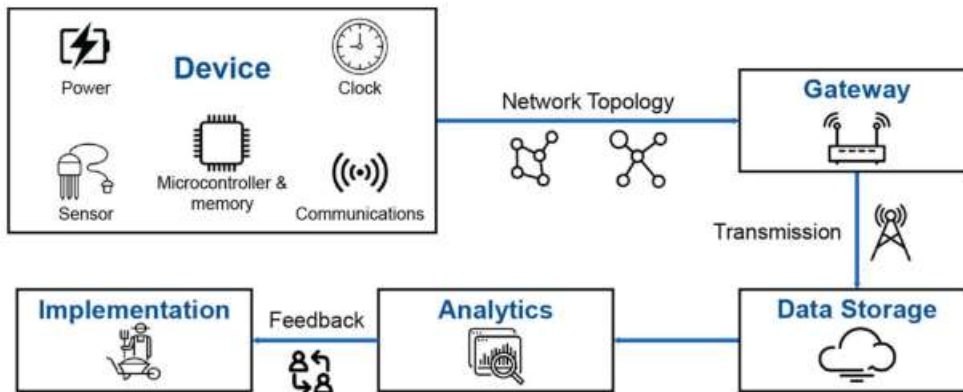 Device
Power
Clock
Sensor
Microcontroller &
memory
Communications
Network Topology
Gateway
Transmission
Data Storage
Analytics
Feedback
Implementation